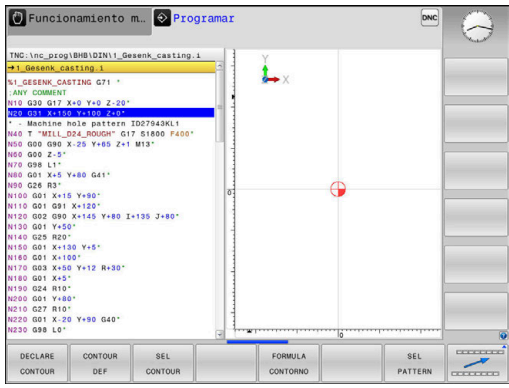 Funcionamiento m…
Programar
DNC
TNC:\nc_prog\BHB\DIN\1_Gesenk_casting.i
→1_Gesenk_casting.i
%1_GESENK_CASTING G71 *
;ANY COMMENT
N10 G30 G17 X+0 Y+0 Z-20*
N20 G31 X+150 Y+100 Z+0*
* - Machine hole pattern ID27943KL1
N40 T "MILL_D24_ROUGH" G17 S1800 F400*
N50 G00 G90 X-25 Y+65 Z+1 M13*
N60 G00 Z-5*
N70 G98 L1*
N80 G01 X+5 Y+80 G41*
N90 G26 R3*
N100 G01 X+15 Y+90*
N110 G01 G91 X+120*
N120 G02 G90 X+145 Y+80 I+135 J+80*
N130 G01 Y+50*
N140 G25 R20*
N150 G01 X+130 Y+5*
N160 G01 X+100*
N170 G03 X+50 Y+12 R+30*
N180 G01 X+5*
N190 G24 R10*
N200 G01 Y+80*
N210 G27 R10*
N220 G01 X-20 Y+90 G40*
N230 G98 L0*
Y
X
0
0
DECLARE CONTOUR
CONTOUR DEF
SEL CONTOUR
FORMULA CONTORNO
SEL PATTERN